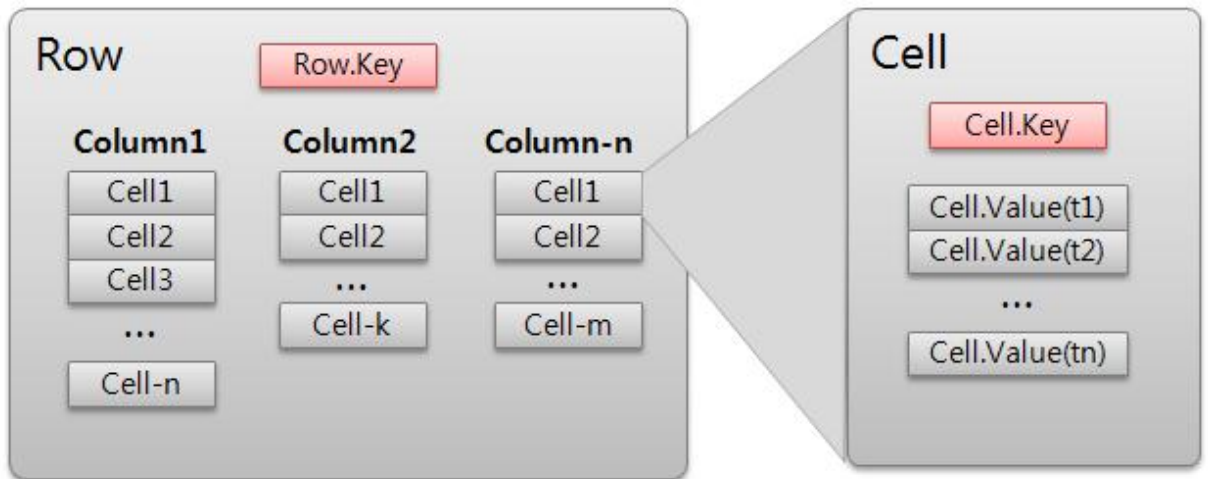 Row
Row.Key
Column1
Cell1
Cell2
Cell3
...
Cell-n
Column2
Cell1
Cell2
...
Cell-k
Column-n
Cell1
Cell2
...
Cell-m
Cell
Cell.Key
Cell.Value(t1)
Cell.Value(t2)
...
Cell.Value(tn)